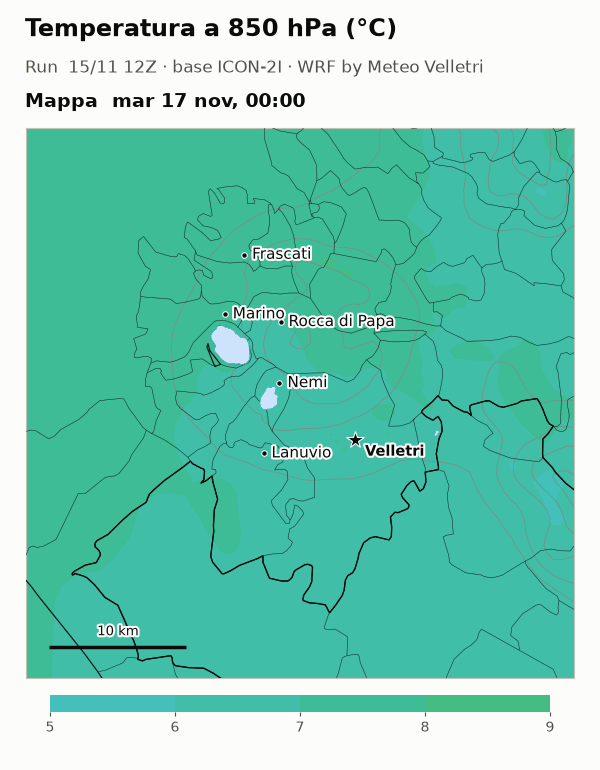 Temperatura a 850 hPa (°C)
Run 15/11 12Z · base ICON-2I · WRF by Meteo Velletri
Mappa mar 17 nov, 00:00
Frascati
Marino
Rocca di Papa
Nemi
Velletri
Lanuvio
10 km
5 6 7 8 9